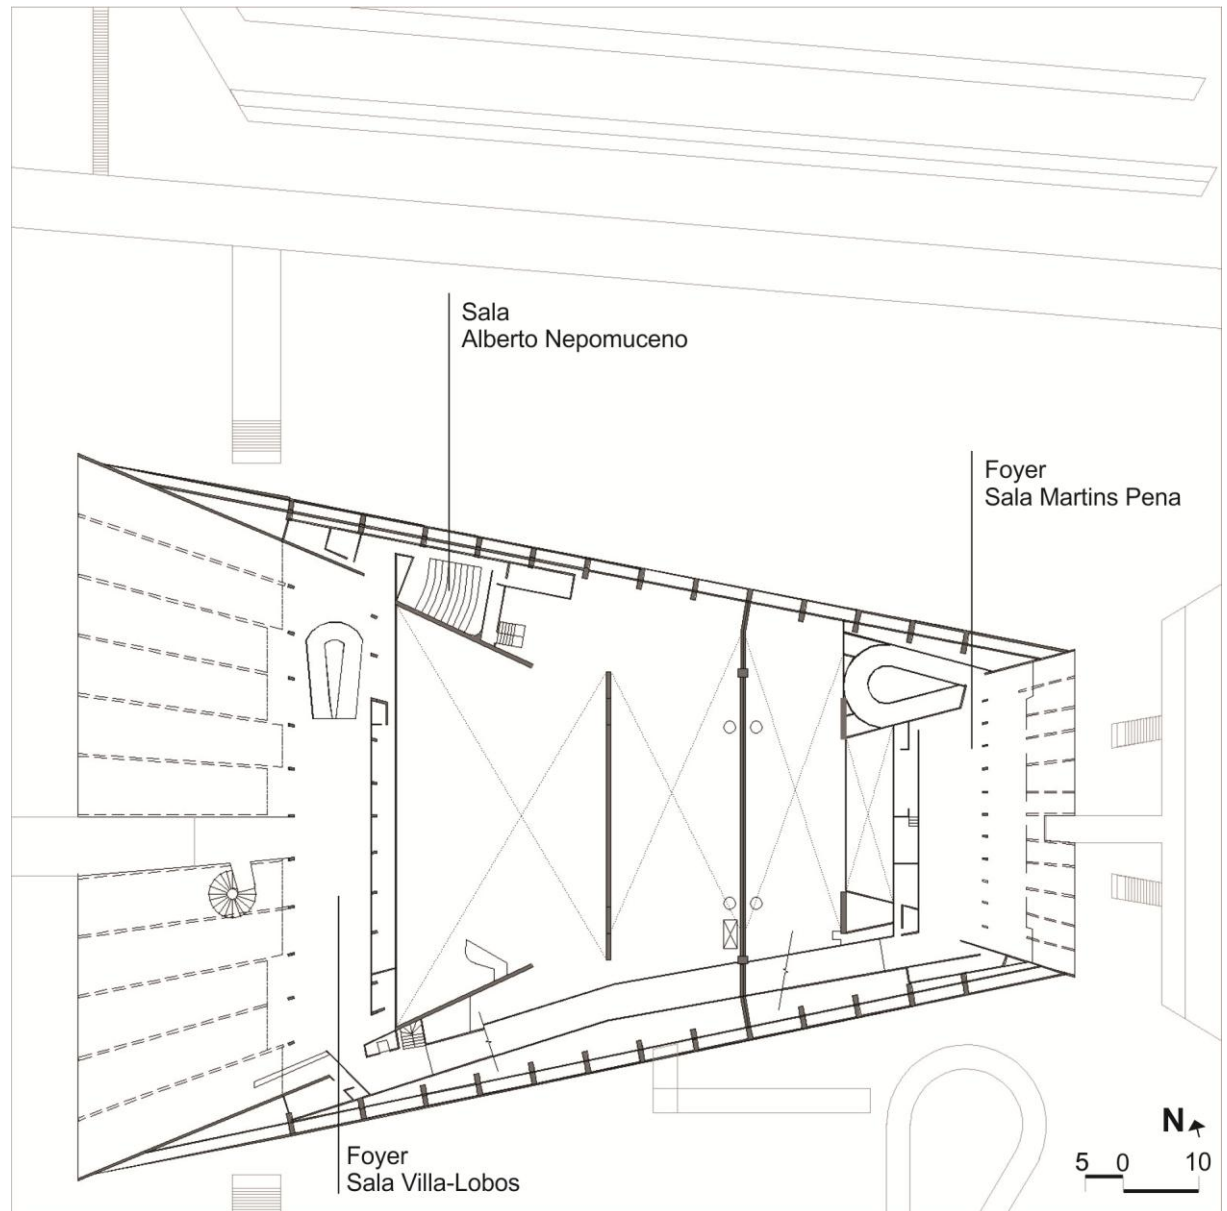 Sala
Alberto Nepomuceno
Foyer
Sala Martins Pena
Foyer
Sala Villa-Lobos
N
5 0 10